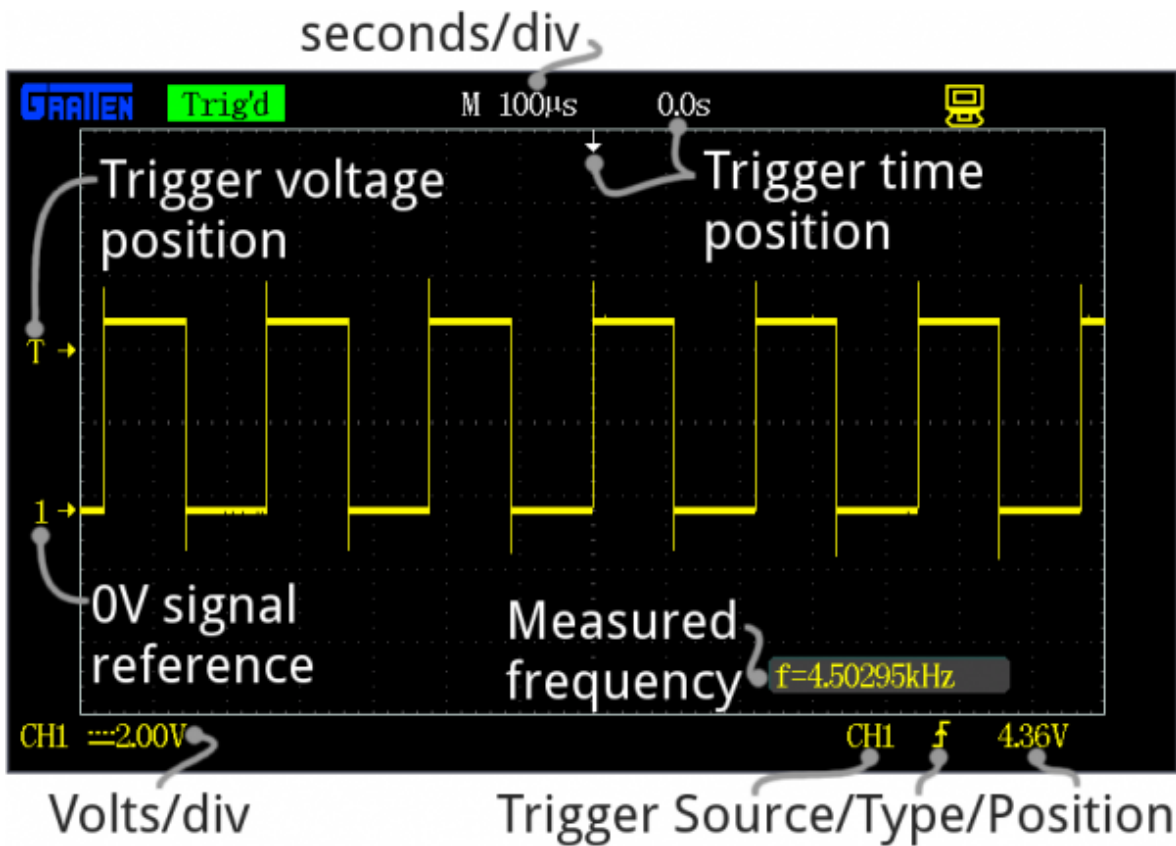 seconds/div
GRATTEN Trig'd M 100μs 0.0s
Trigger voltage
position
Trigger time
position
T
1
0V signal
reference
Measured
frequency
f=4.50295kHz
CH1 2.00V CH1 4.36V
Volts/div
Trigger Source/Type/Position